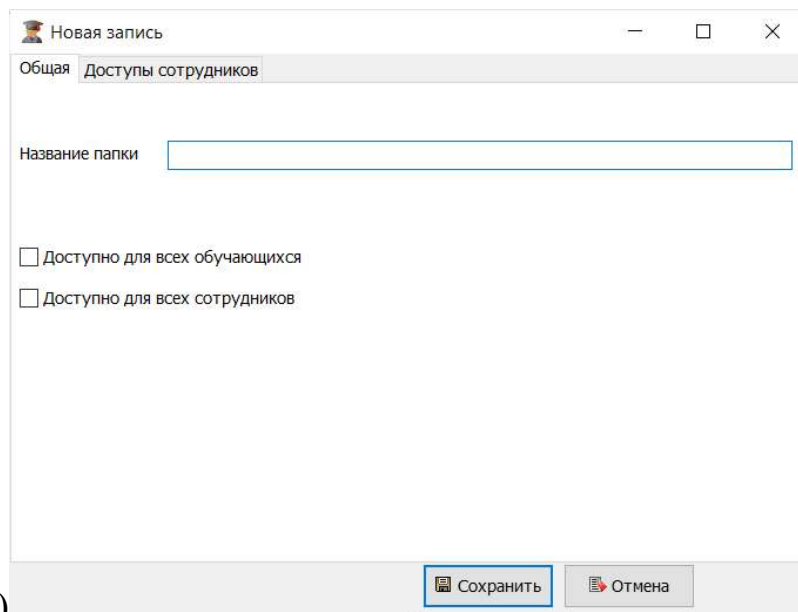 Новая запись
Общая Доступы сотрудников
Название папки
Доступно для всех обучающихся
Доступно для всех сотрудников
Сохранить Отмена
)